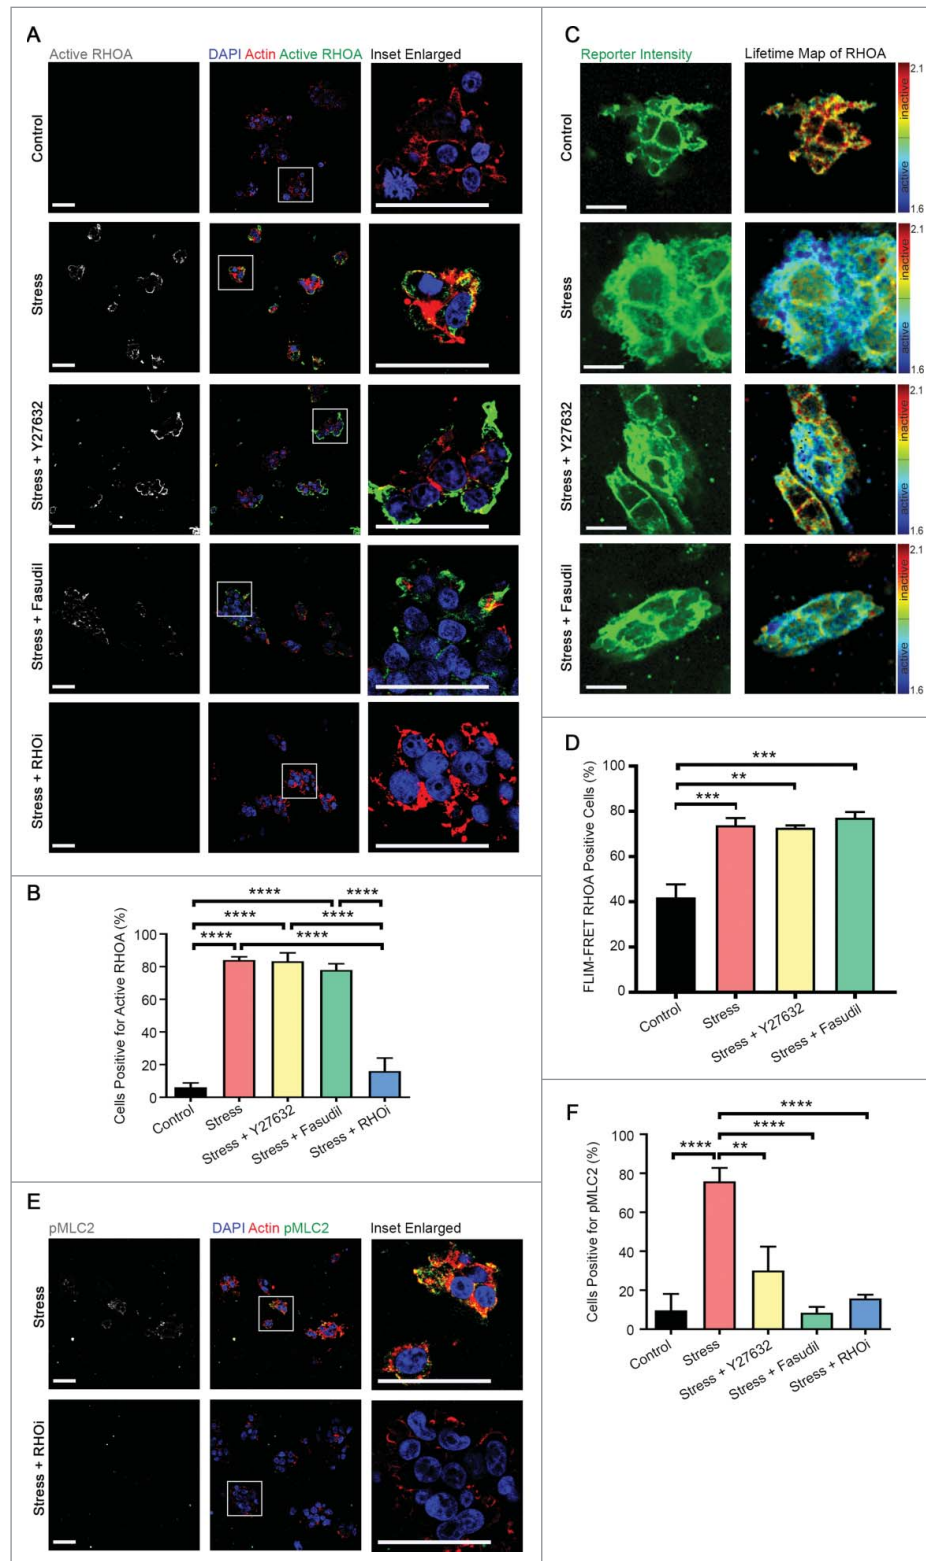 A
Active RHOA
DAPI Actin Active RHOA
Inset Enlarged
Control
Stress
Stress + Y27632
Stress + Fasudil
Stress + RHOi
B
Cells Positive for Active RHOA (%)
100
80
60
40
20
0
****
****
****
****
****
****
Control
Stress
Stress + Y27632
Stress + Fasudil
Stress + RHOi
C
Reporter Intensity
Lifetime Map of RHOA
Control
2.1
inactive
active
1.6
Stress
2.1
inactive
active
1.6
Stress + Y27632
2.1
inactive
active
1.6
Stress + Fasudil
2.1
inactive
active
1.6
D
FLIM-FRET RHOA Positive Cells (%)
100
80
60
40
20
0
***
**
***
Control
Stress
Stress + Y27632
Stress + Fasudil
E
pMLC2
DAPI Actin pMLC2
Inset Enlarged
Stress
Stress + RHOi
F
Cells Positive for pMLC2 (%)
100
80
60
40
20
0
****
****
****
**
Control
Stress
Stress + Y27632
Stress + Fasudil
Stress + RHOi